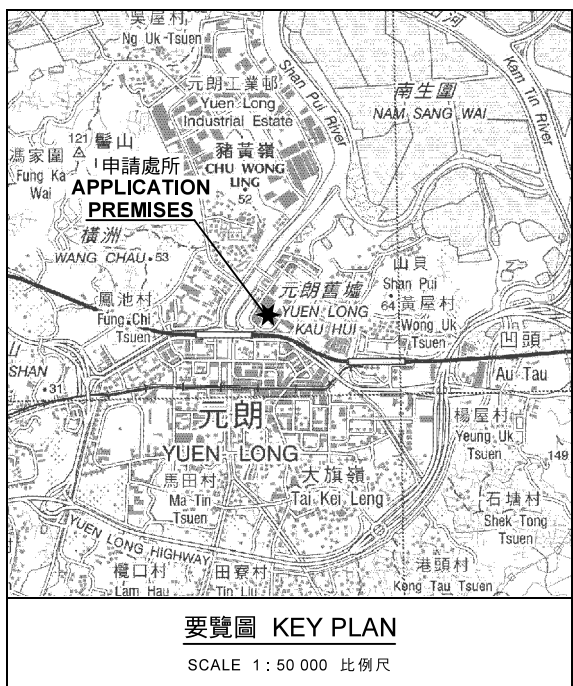 吳屋村
Ng Uk Tsuen
元朗工業邨
Yuen Long
Industrial Estate
Shan Pui River
Kam Tin River
南生圍
NAM SANG WAI
121
髻山
馮家圍
Fung Ka
Wai
豬黃嶺
CHU WONG
LING
52
申請處所
APPLICATION
PREMISES
橫洲
WANG CHAU
53
鳳池村
Fung Chi
Tsuen
元朗舊墟
YUEN LONG
KAU HUI
山貝
Shan Pui
64
黃屋村
Wong Uk
Tsuen
凹頭
Au Tau
山
SHAN
31
元朗
YUEN LONG
楊屋村
Yeung Uk
Tsuen
149
馬田村
Ma Tin
Tsuen
大旗嶺
Tai Kei Leng
石塘村
Shek Tong
Tsuen
YUEN LONG HIGHWAY
欖口村
Lam Hau
田寮村
Tin Liu
港頭村
Kong Tau Tsuen
要覽圖 KEY PLAN
SCALE 1 : 50 000 比例尺